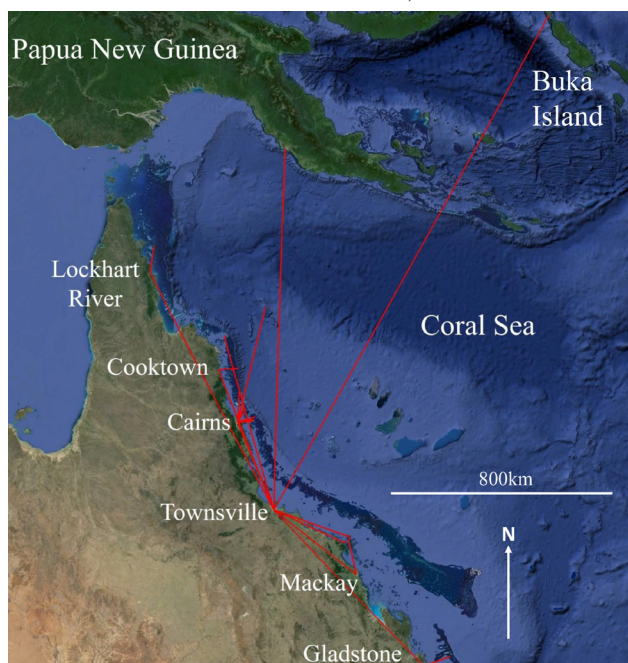 Papua New Guinea
Buka
Island
Lockhart
River
Coral Sea
Cooktown
Cairns
800km
Townsville
N
Mackay
Gladstone